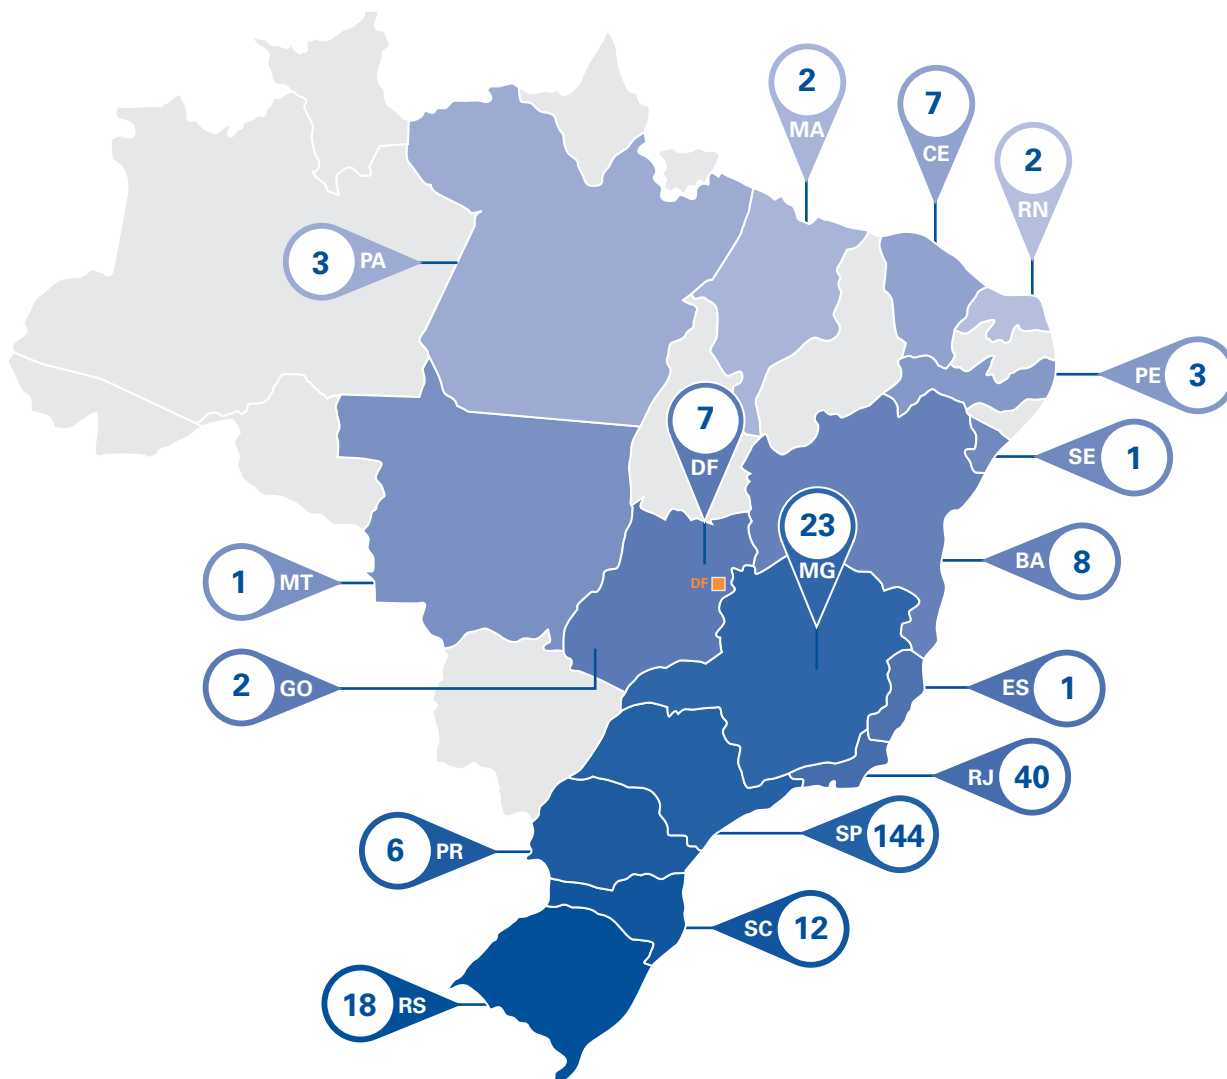 2
MA
7
CE
2
RN
3 PA
PE 3
7
DF
SE 1
23
MG
BA 8
1 MT
DF
2 GO
ES 1
RJ 40
SP 144
6 PR
SC 12
18 RS